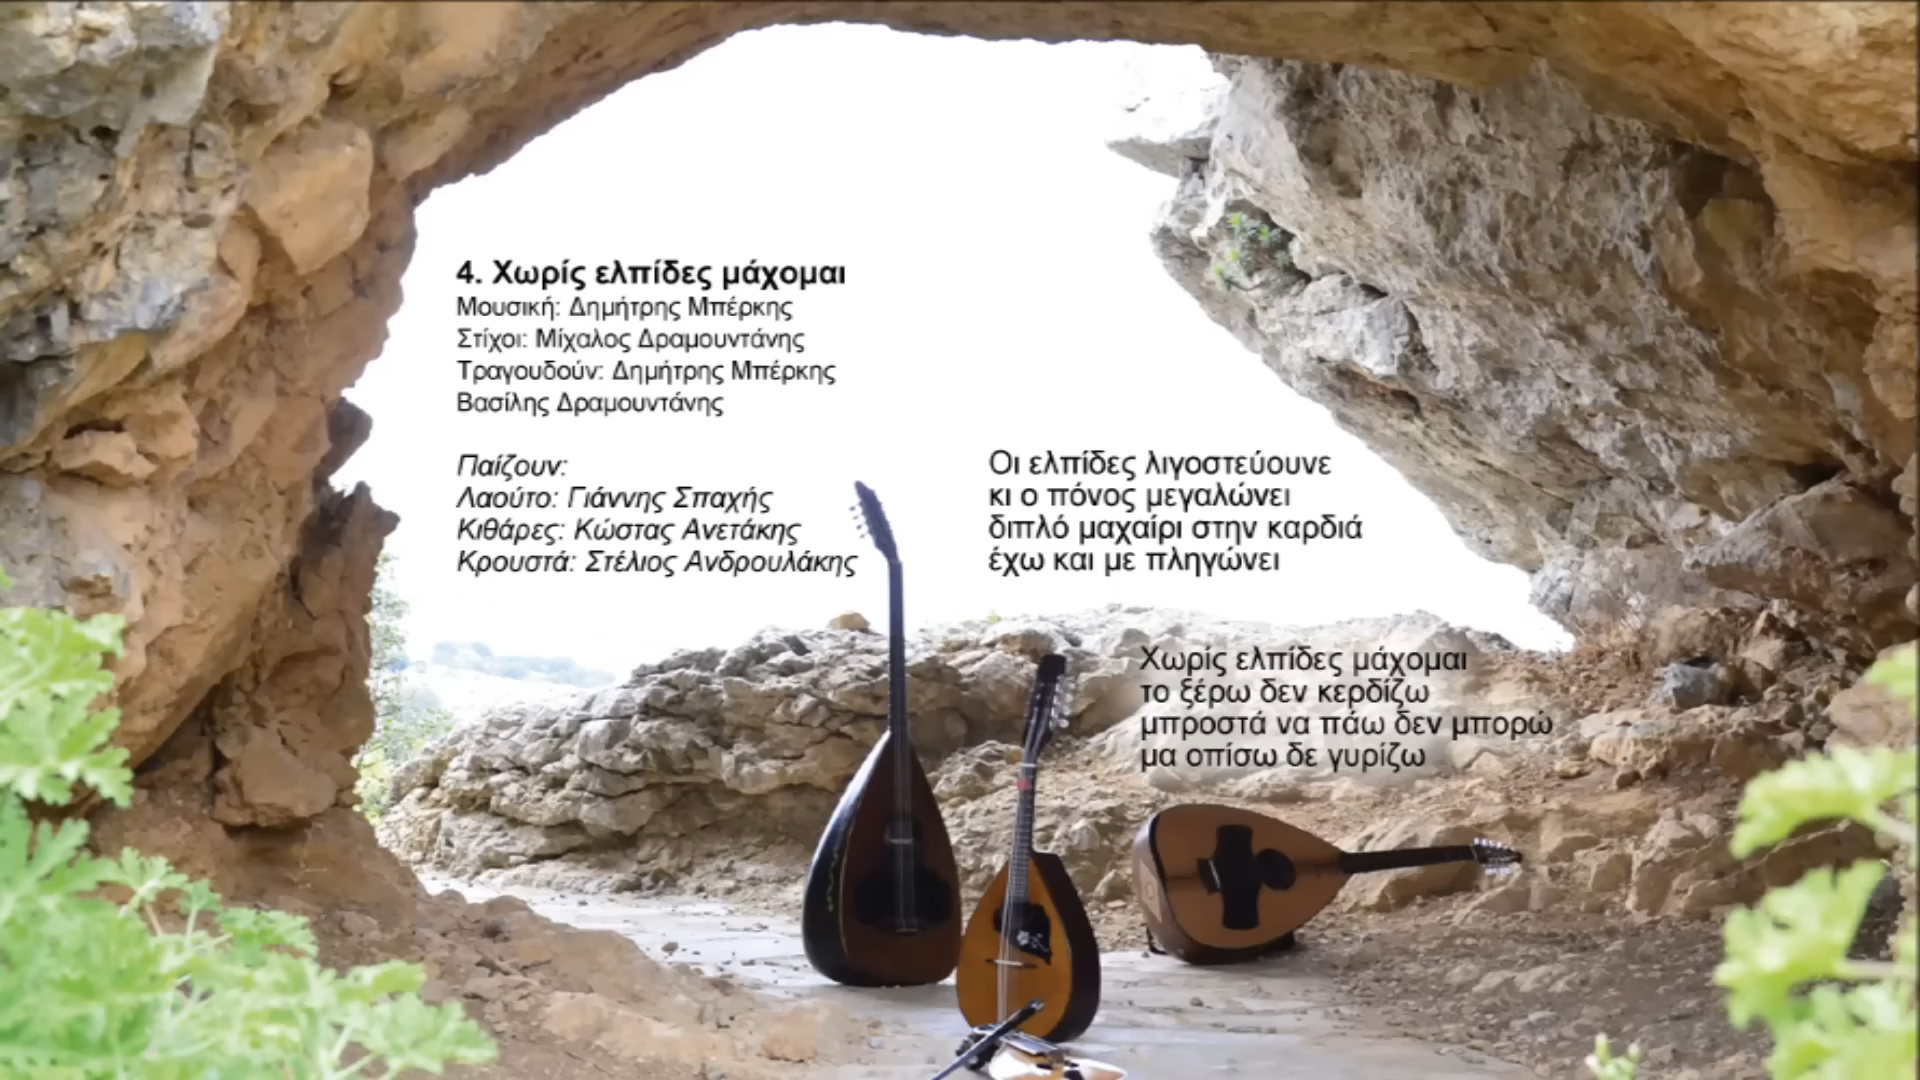 4. Χωρίς ελπίδες μάχομαι
Μουσική: Δημήτρης Μπέρκης
Στίχοι: Μίχαλος Δραμουντάνης
Τραγουδούν: Δημήτρης Μπέρκης
Βασίλης Δραμουντάνης
Παίζουν:
Λαούτο: Γιάννης Σπαχής
Κιθάρες: Κώστας Ανετάκης
Κρουστά: Στέλιος Ανδρουλάκης
Οι ελπίδες λιγοστεύουνε
κι ο πόνος μεγαλώνει
διπλό μαχαίρι στην καρδιά
έχω και με πληγώνει
Χωρίς ελπίδες μάχομαι
το ξέρω δεν κερδίζω
μπροστά να πάω δεν μπορώ
μα οπίσω δε γυρίζω